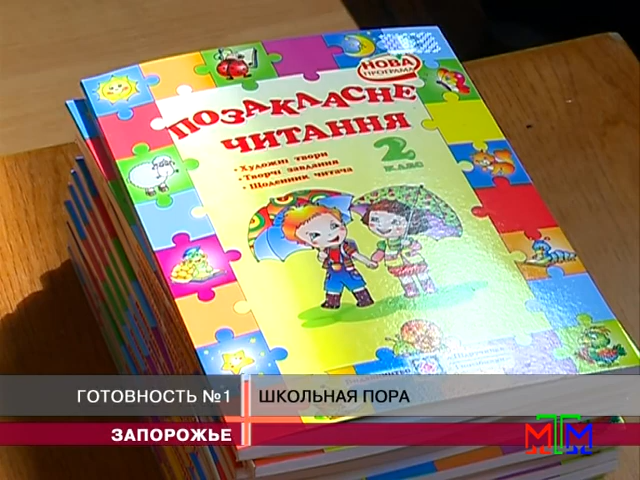 НОВА
ПРОГРАМА
ПОЗАКЛАСНЕ
ЧИТАННЯ
• Художні твори
• Творчі завдання
• Щоденник читача
2
КЛАС
ГОТОВНОСТЬ №1
ШКОЛЬНАЯ ПОРА
ЗАПОРОЖЬЕ
МТМ